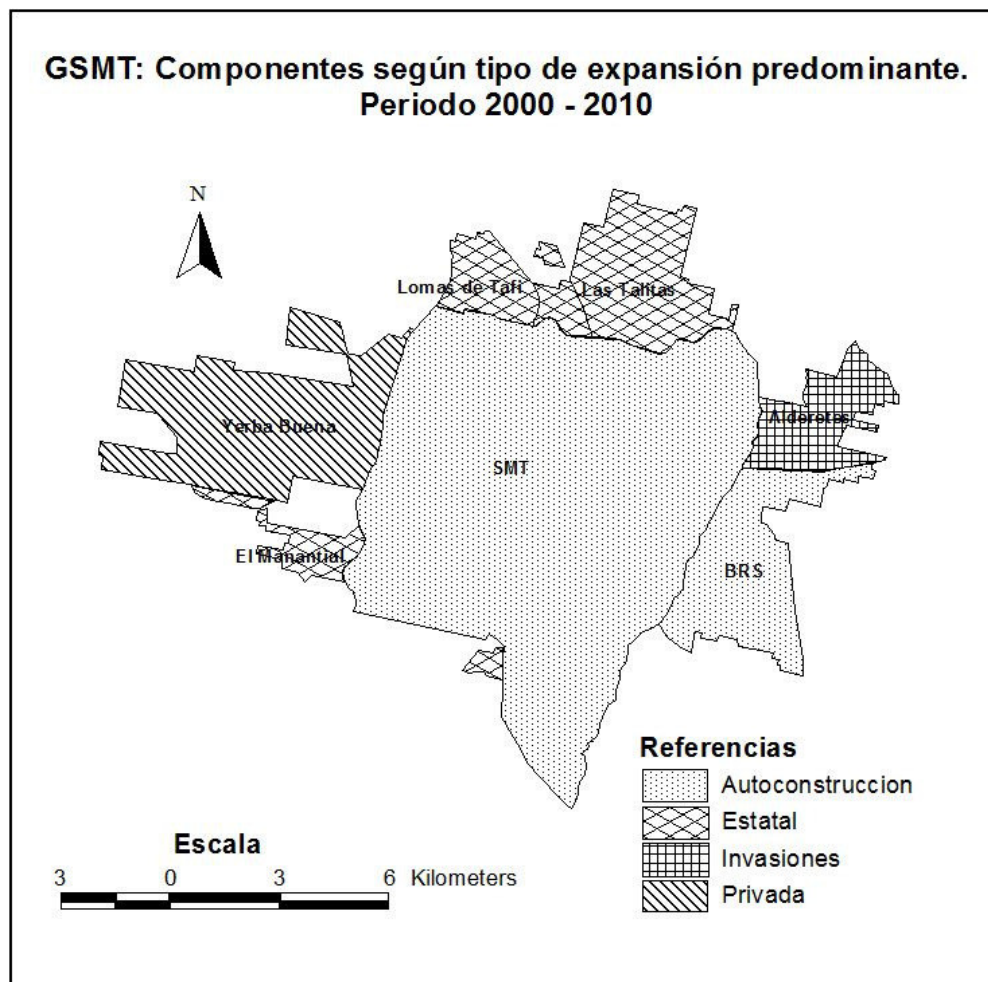 GSMT: Componentes según tipo de expansión predominante.
Periodo 2000 - 2010
N
Lomas de Tafi
Las Talitas
Yerba Buena
Alderetes
SMT
El Manantial
BRS
Referencias
Autoconstruccion
Estatal
Invasiones
Privada
Escala
3 0 3 6 Kilometers